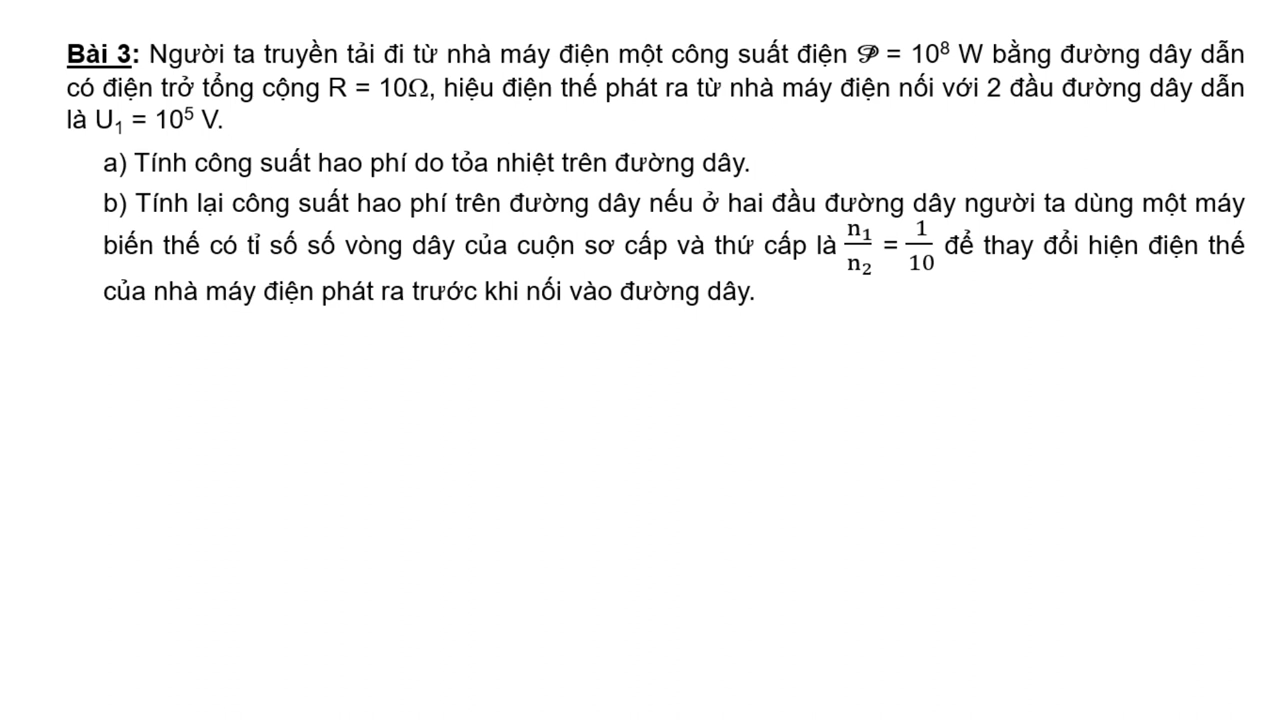 Bài 3: Người ta truyền tải đi từ nhà máy điện một công suất điện 𝒫 = 10⁸ W bằng đường dây dẫn
có điện trở tổng cộng R = 10Ω, hiệu điện thế phát ra từ nhà máy điện nối với 2 đầu đường dây dẫn
là U₁ = 10⁵ V.
a) Tính công suất hao phí do tỏa nhiệt trên đường dây.
b) Tính lại công suất hao phí trên đường dây nếu ở hai đầu đường dây người ta dùng một máy
biến thế có tỉ số số vòng dây của cuộn sơ cấp và thứ cấp là n₁/n₂ = 1/10 để thay đổi hiện điện thế
của nhà máy điện phát ra trước khi nối vào đường dây.